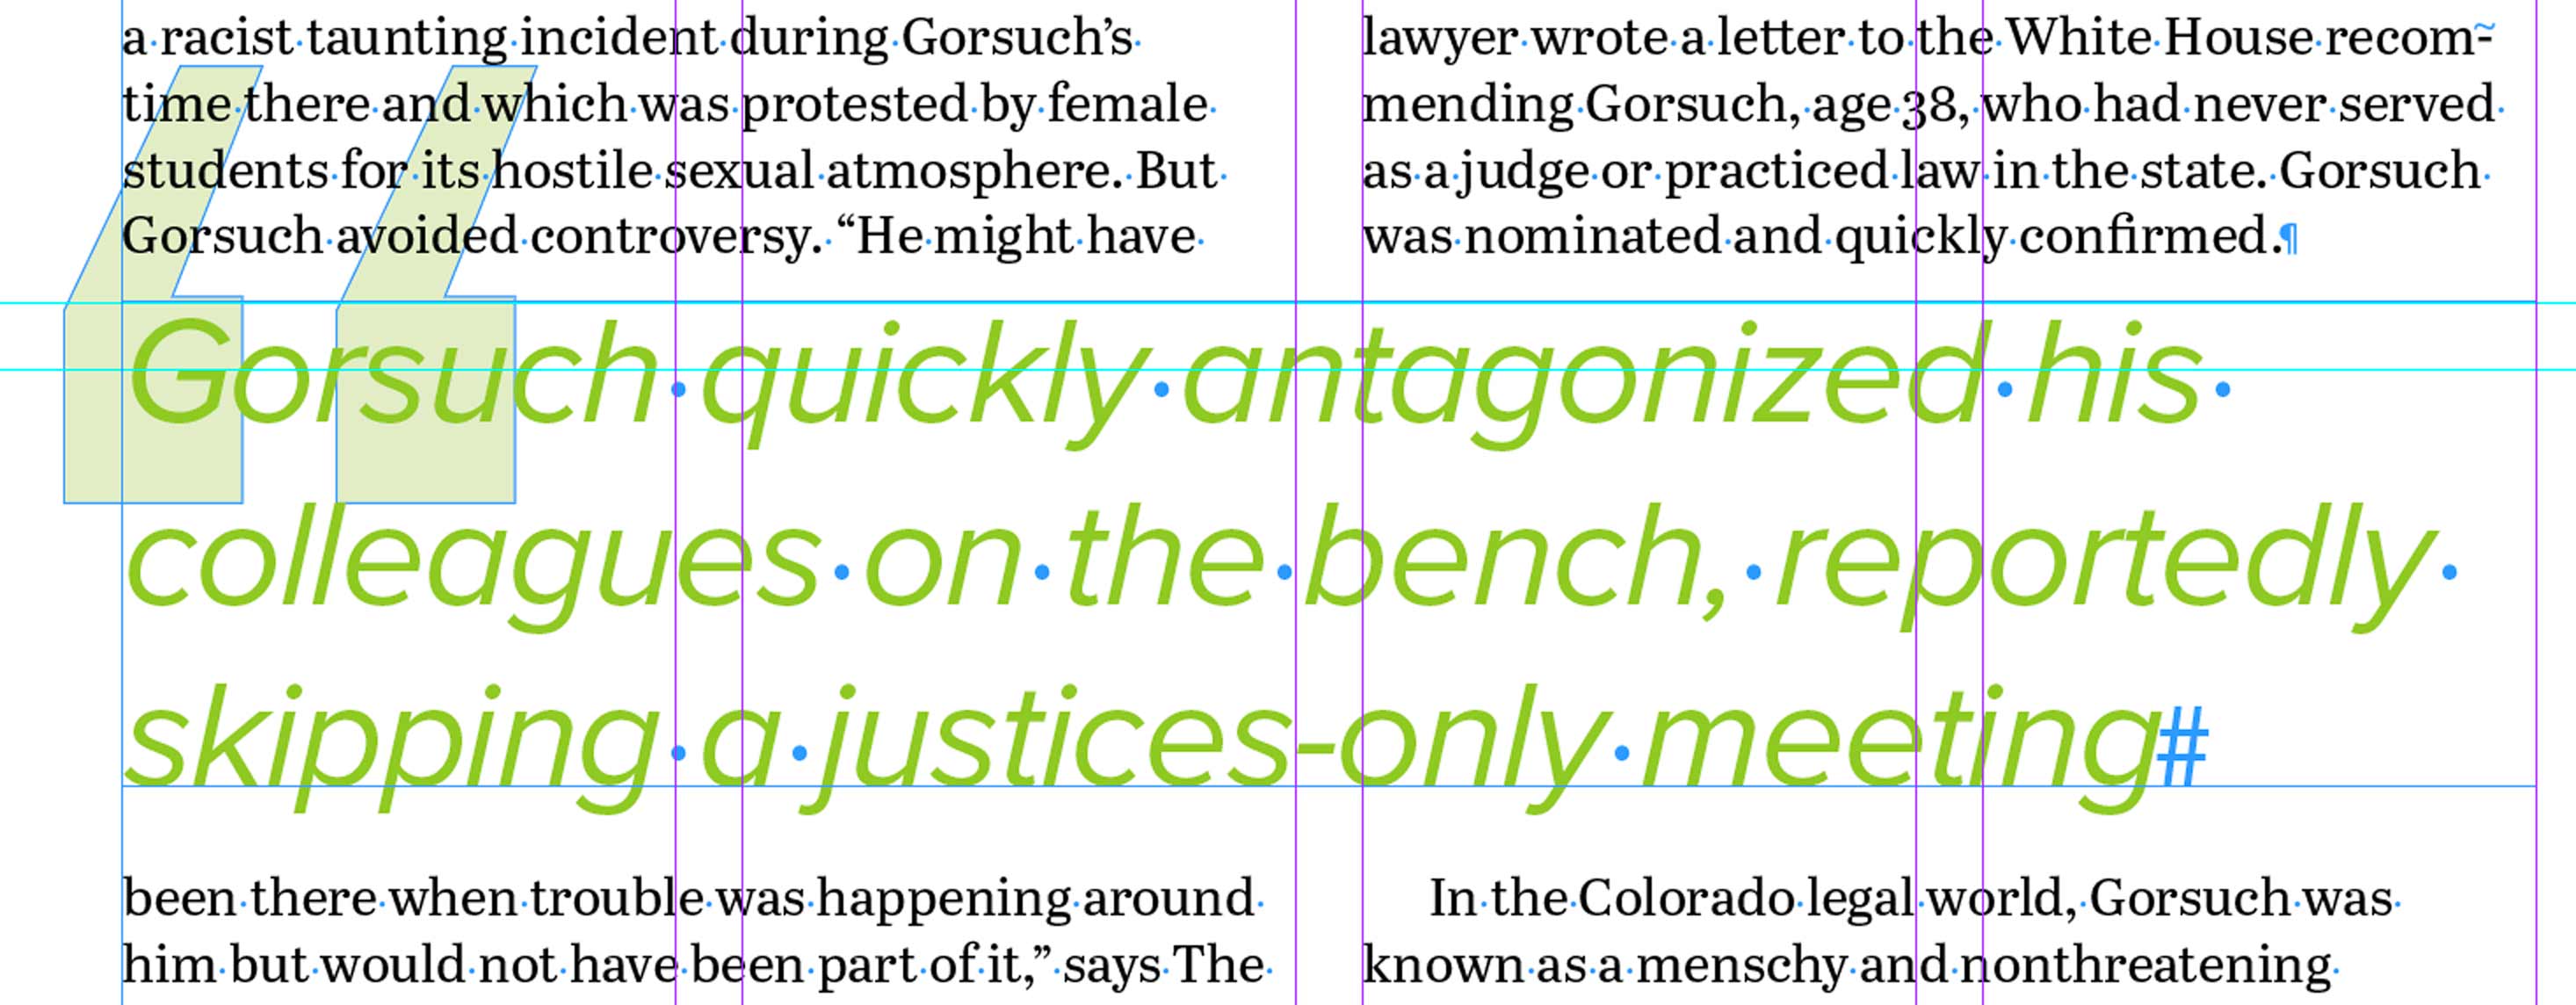 a racist taunting incident during Gorsuch’s
time there and which was protested by female
students for its hostile sexual atmosphere. But
Gorsuch avoided controversy. “He might have
lawyer wrote a letter to the White House recom-
mending Gorsuch, age 38, who had never served
as a judge or practiced law in the state. Gorsuch
was nominated and quickly confirmed.¶
“
Gorsuch quickly antagonized his
colleagues on the bench, reportedly
skipping a justices-only meeting#
been there when trouble was happening around
him but would not have been part of it,” says The
In the Colorado legal world, Gorsuch was
known as a menschy and nonthreatening